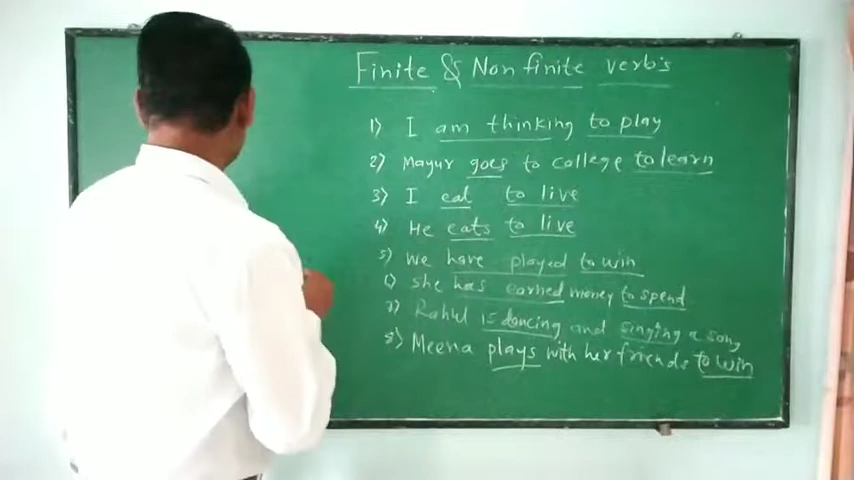 Finite & Non finite verb's
1) I am thinking to play
2) Mayur goes to college to learn
3) I eat to live
4) He eats to live
5) we have played to win
6) she has earned money to spend
7) Rahul is dancing and singing a song
8) Meena plays with her friends to win